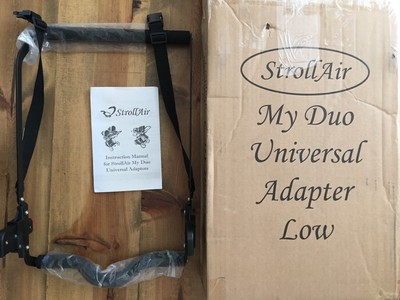 StrollAir
Instruction Manual
for StrollAir My Duo
Universal Adapters
StrollAir
My Duo
Universal
Adapter
Low